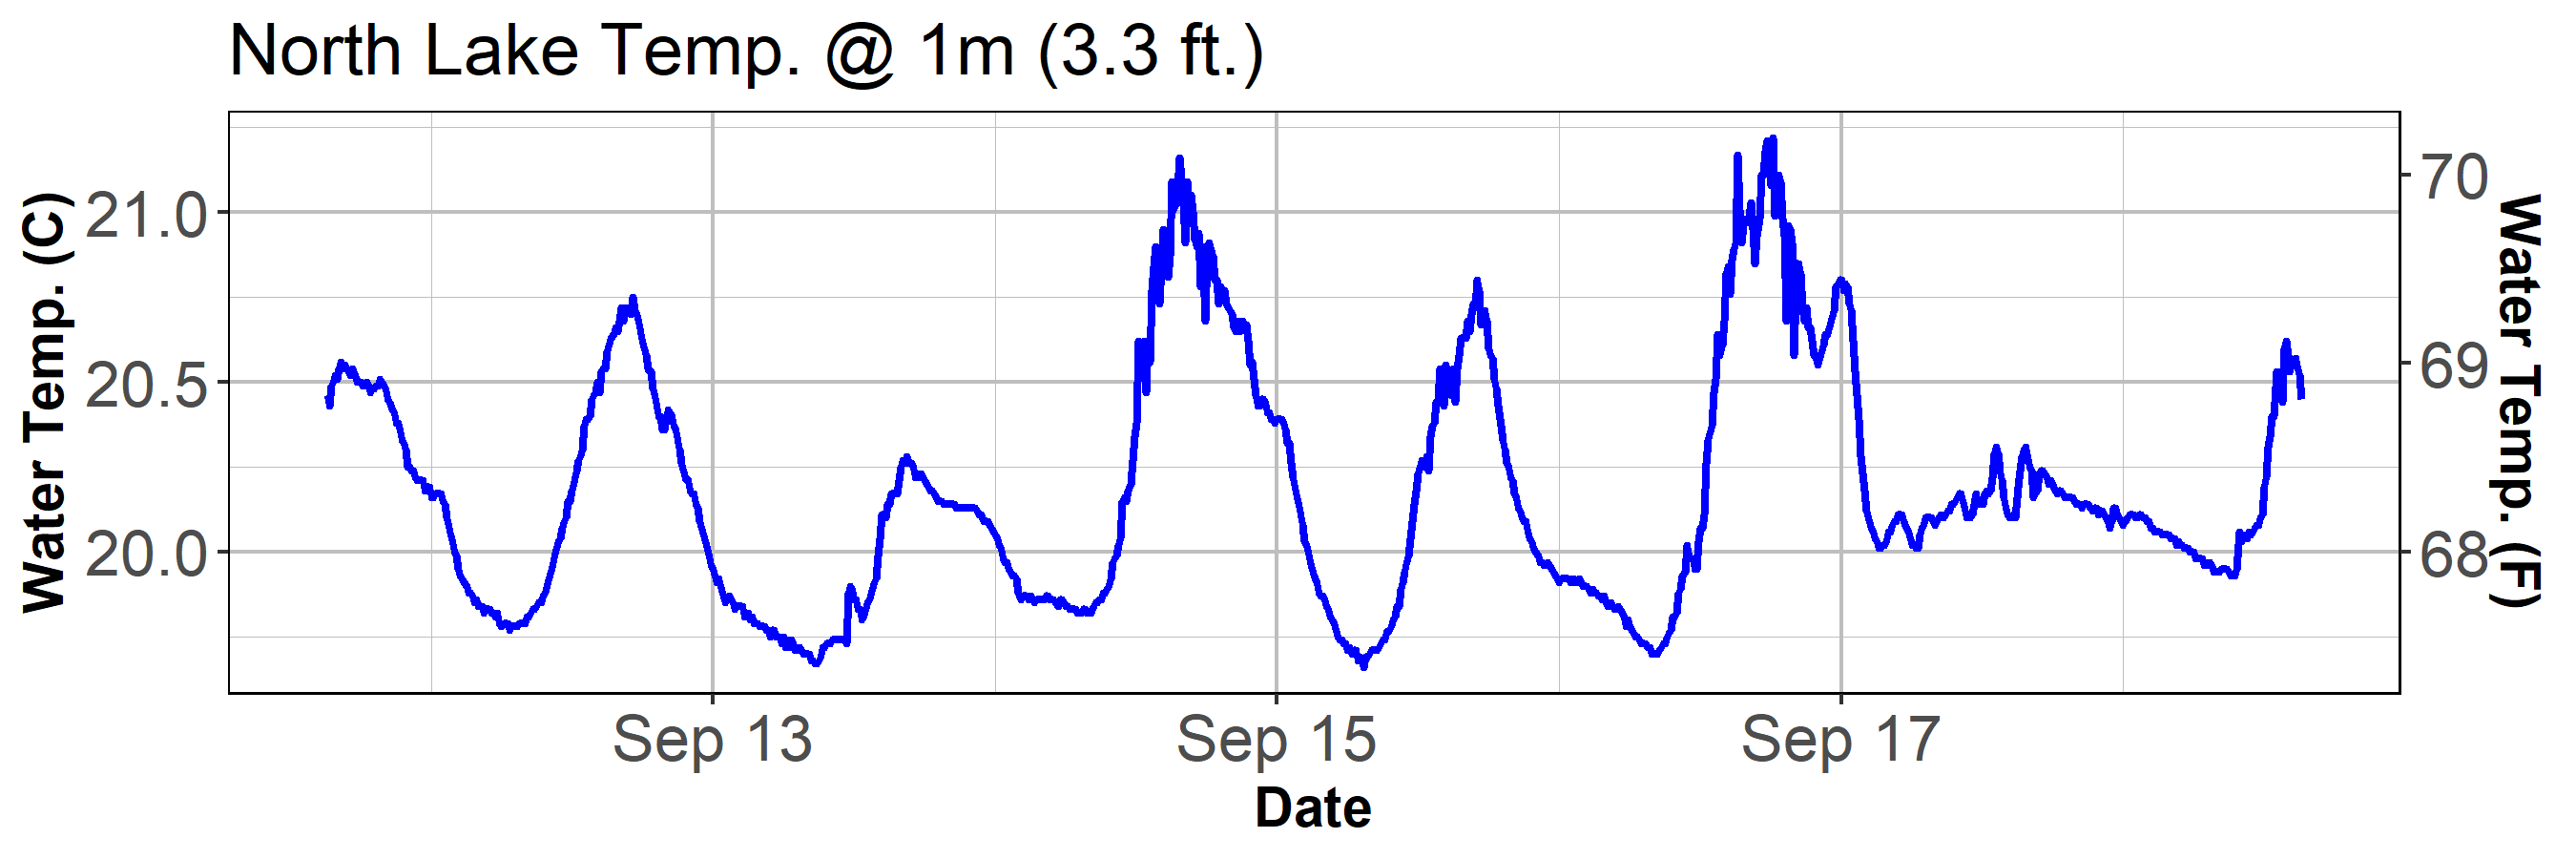 North Lake Temp. @ 1m (3.3 ft.)
Water Temp. (C)
21.0
20.5
20.0
70
69
68
Water Temp. (F)
Sep 13
Sep 15
Sep 17
Date